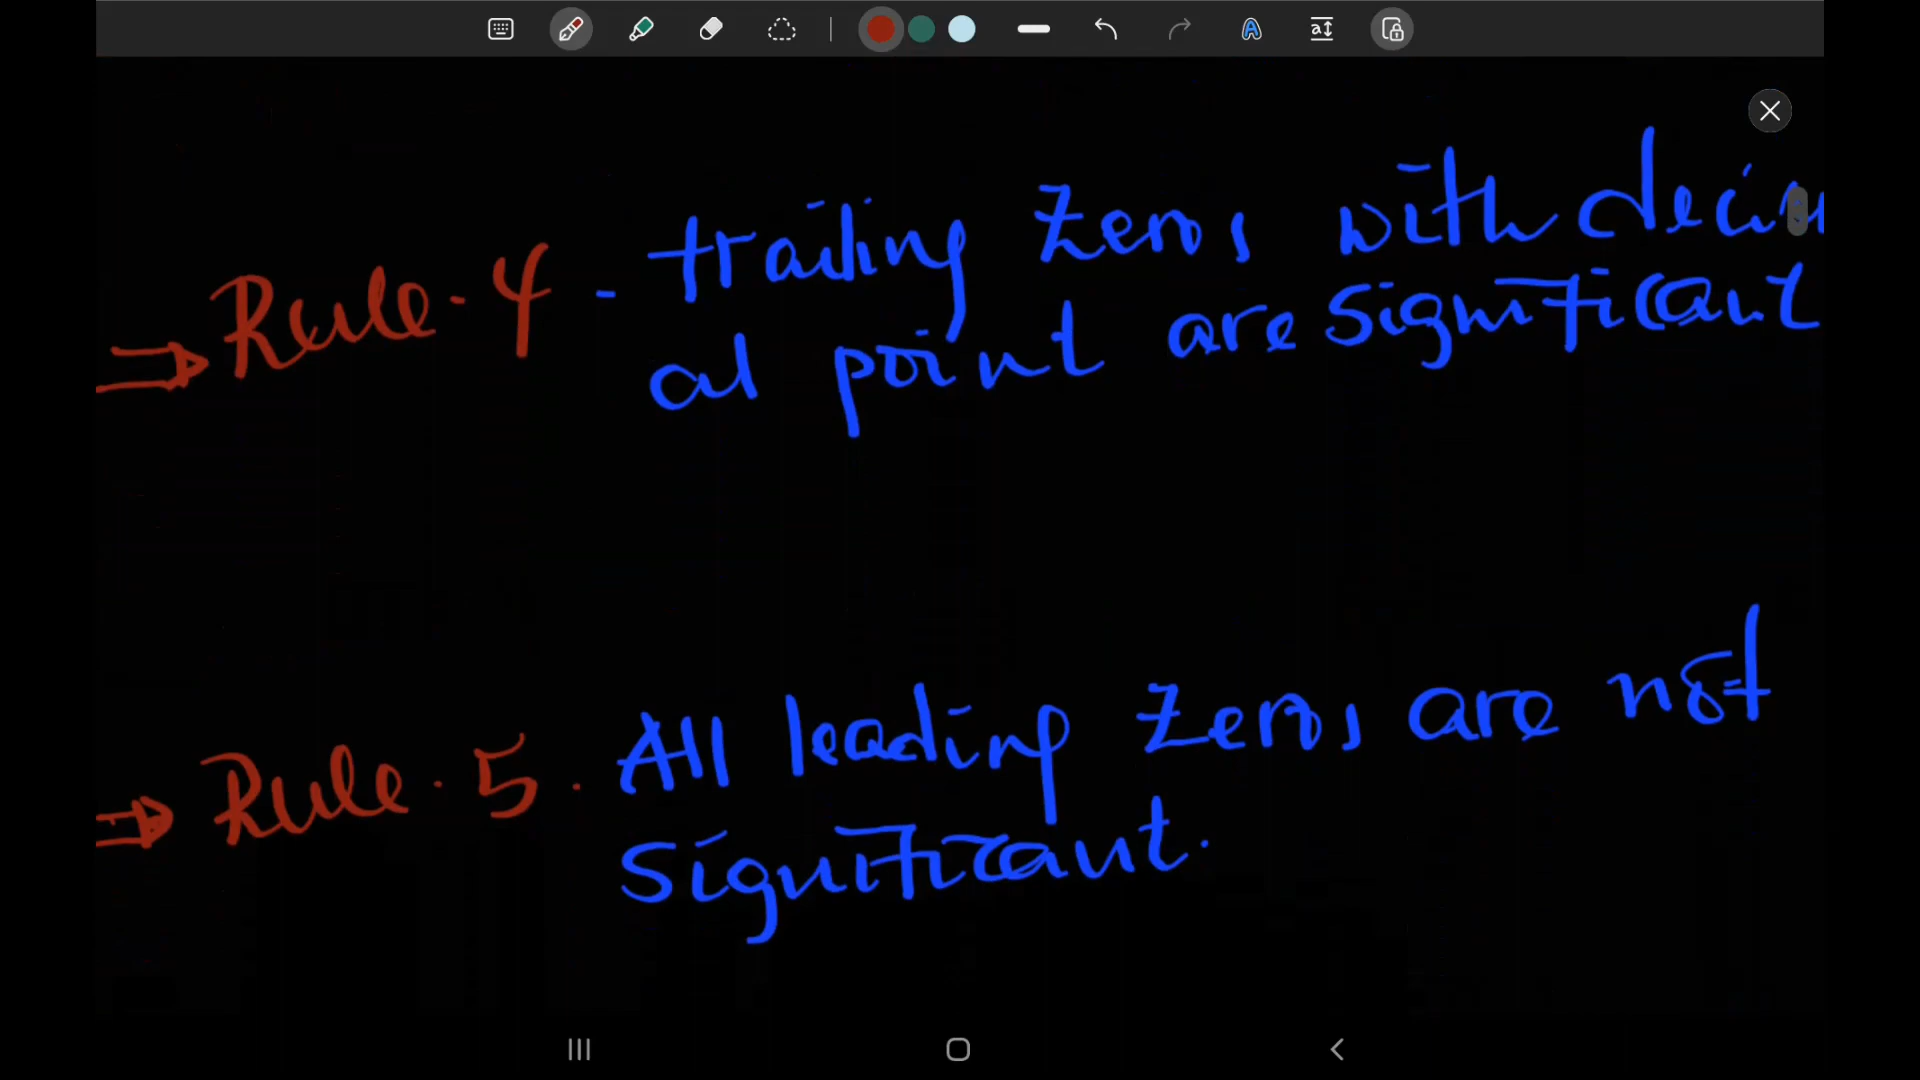 ⇒ Rule·4 - trailing zeros with decim
al point are significant
⇒ Rule·5. All leading zeros are not
significant.